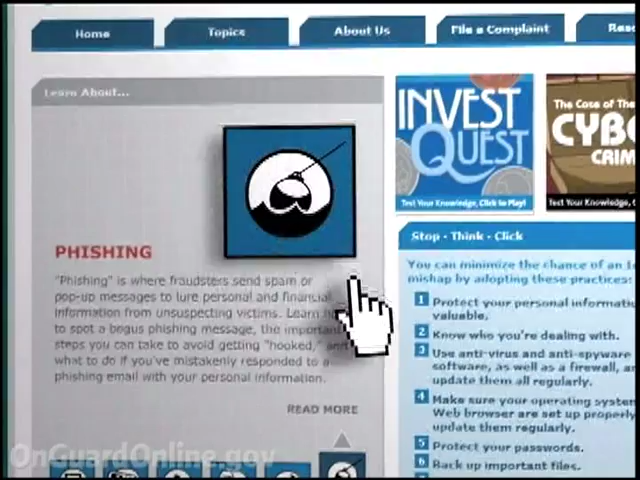 Home
Topics
About Us
File a Complaint
Learn About...
INVEST
QUEST
Test Your Knowledge, Click to Play!
The Case of The
CYB
CRIM
Test Your Knowledge,
PHISHING
"Phishing" is where fraudsters send spam or
pop-up messages to lure personal and financial
information from unsuspecting victims. Learn
to spot a bogus phishing message, the important
steps you can take to avoid getting "hooked," and
what to do if you've mistakenly responded to a
phishing email with your personal information.
READ MORE
Stop · Think · Click
You can minimize the chance of an
mishap by adopting these practices:
1 Protect your personal
valuable.
2 Know who you're dealing with.
3 Use anti-virus and anti-spyware
software, as well as a firewall, and
update them all regularly.
4 Make sure your operating
Web browser are set up properly
update them regularly.
5 Protect your passwords.
6 Back up important files.
OnGuardOnline.gov